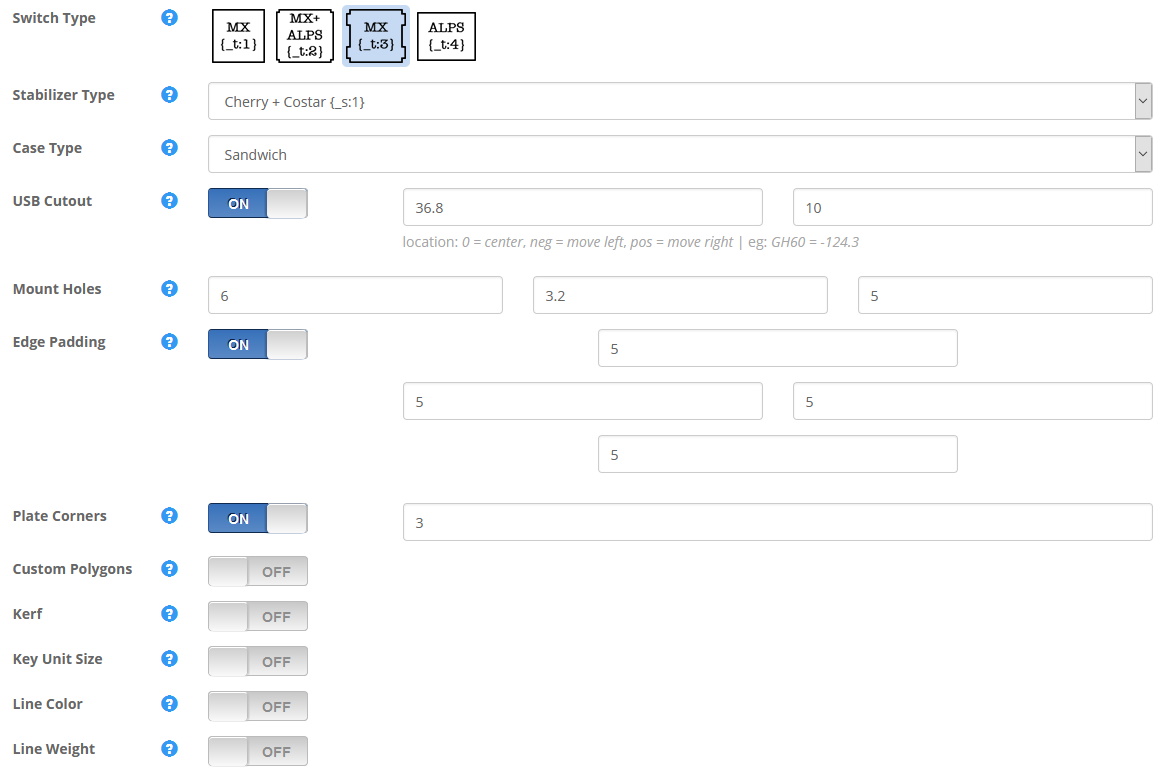 Switch Type
MX
{_t:1}
MX+
ALPS
{_t:2}
MX
{_t:3}
ALPS
{_t:4}
Stabilizer Type
Cherry + Costar {_s:1}
Case Type
Sandwich
USB Cutout
ON
36.8
10
location: 0 = center, neg = move left, pos = move right | eg: GH60 = -124.3
Mount Holes
6
3.2
5
Edge Padding
ON
5
5
5
5
Plate Corners
ON
3
Custom Polygons
OFF
Kerf
OFF
Key Unit Size
OFF
Line Color
OFF
Line Weight
OFF